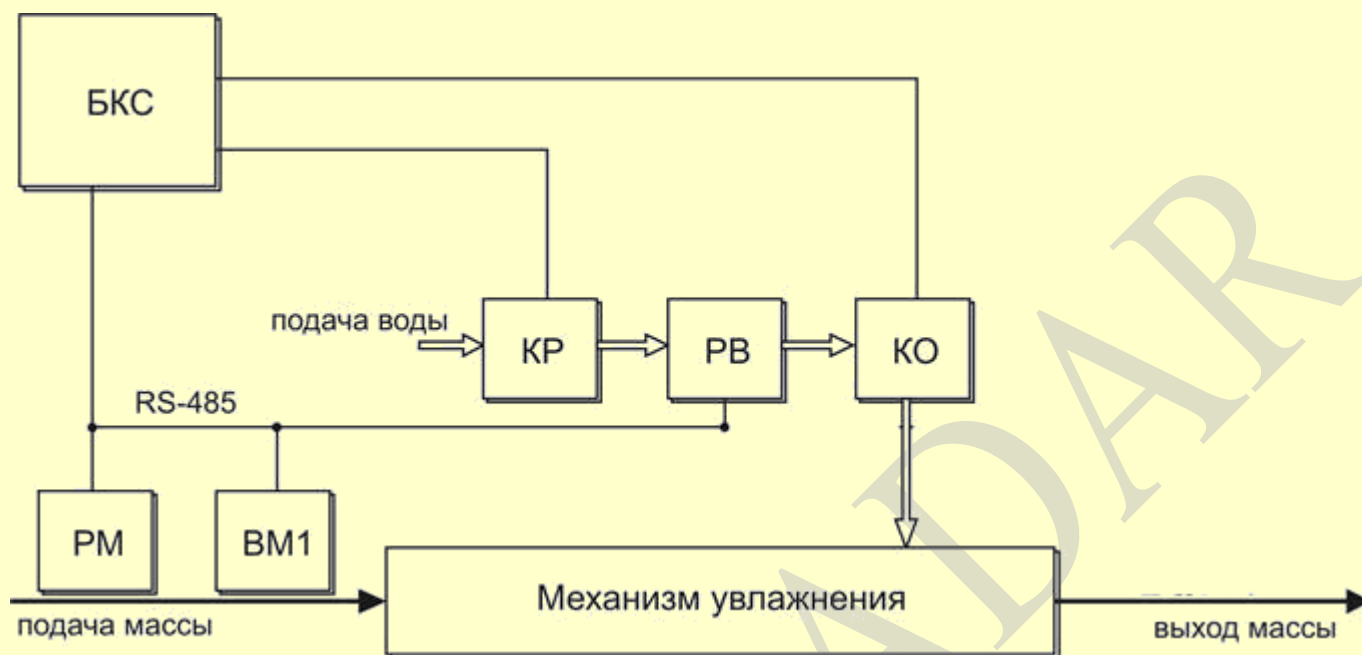 БКС
подача воды
КР
РВ
КО
RS-485
РМ
ВМ1
Механизм увлажнения
подача массы
выход массы